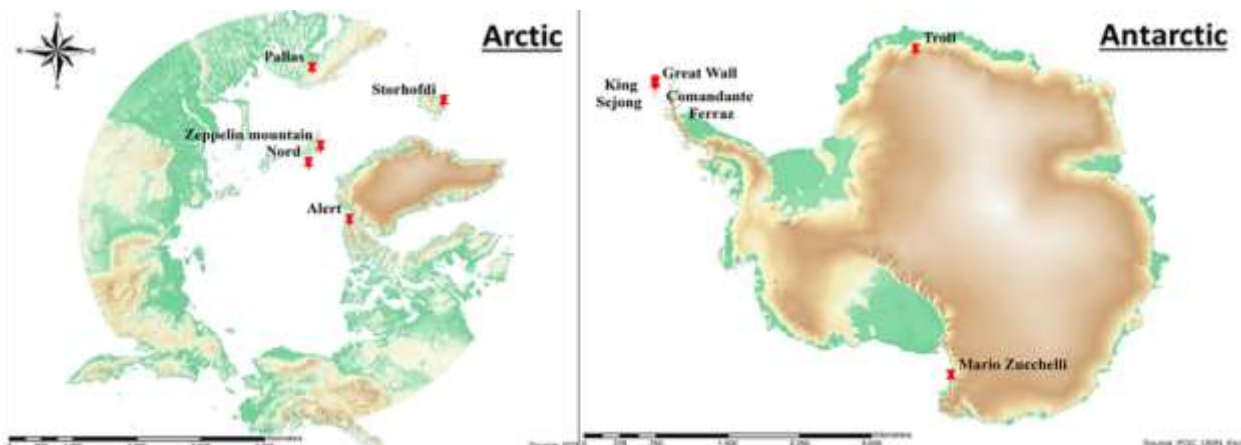 Arctic
Pallas
Storhofdi
Zeppelin mountain
Nord
Alert
Antarctic
Troll
Great Wall
King
Sejong
Comandante
Ferraz
Mario Zucchelli